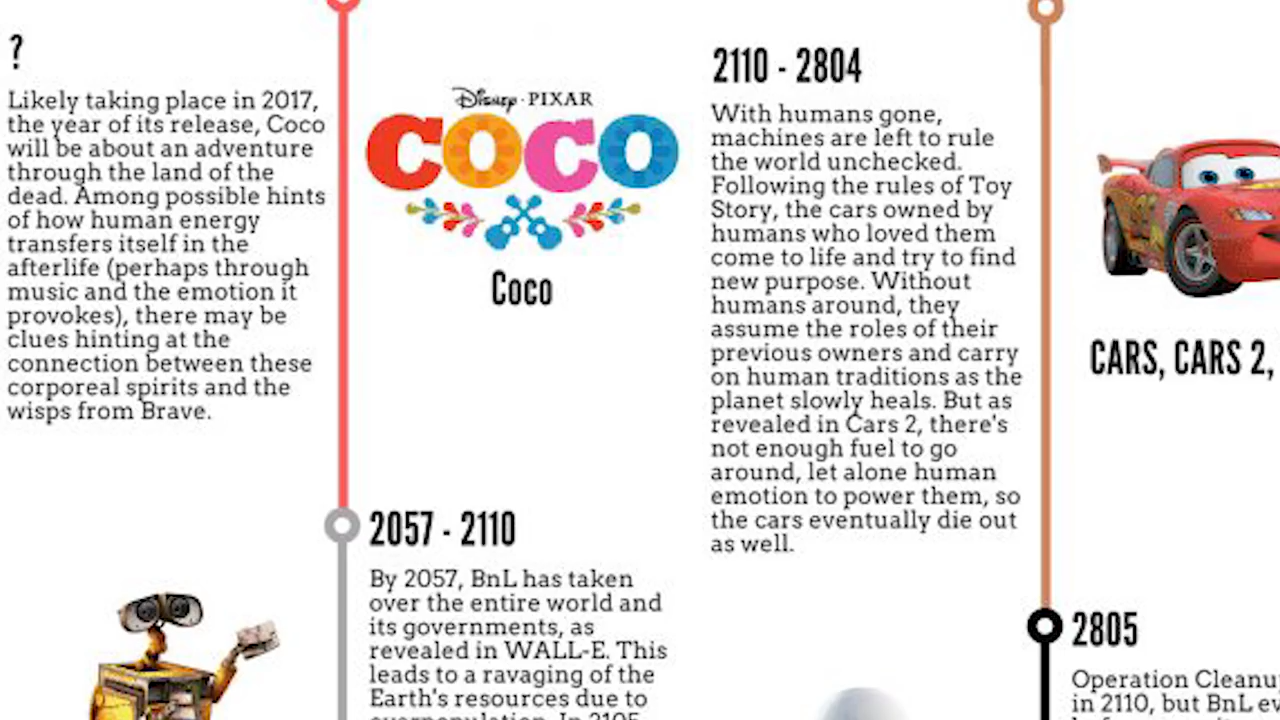 ?
Likely taking place in 2017,
the year of its release, Coco
will be about an adventure
through the land of the
dead. Among possible hints
of how human energy
transfers itself in the
afterlife (perhaps through
music and the emotion it
provokes), there may be
clues hinting at the
connection between these
corporeal spirits and the
wisps from Brave.
Disney · PIXAR
COCO
Coco
2057 - 2110
By 2057, BnL has taken
over the entire world and
its governments, as
revealed in WALL-E. This
leads to a ravaging of the
Earth's resources due to
overpopulation. In 2105,
2110 - 2804
With humans gone,
machines are left to rule
the world unchecked.
Following the rules of Toy
Story, the cars owned by
humans who loved them
come to life and try to find
new purpose. Without
humans around, they
assume the roles of their
previous owners and carry
on human traditions as the
planet slowly heals. But as
revealed in Cars 2, there's
not enough fuel to go
around, let alone human
emotion to power them, so
the cars eventually die out
as well.
CARS, CARS 2,
2805
Operation Cleanu
in 2110, but BnL ev